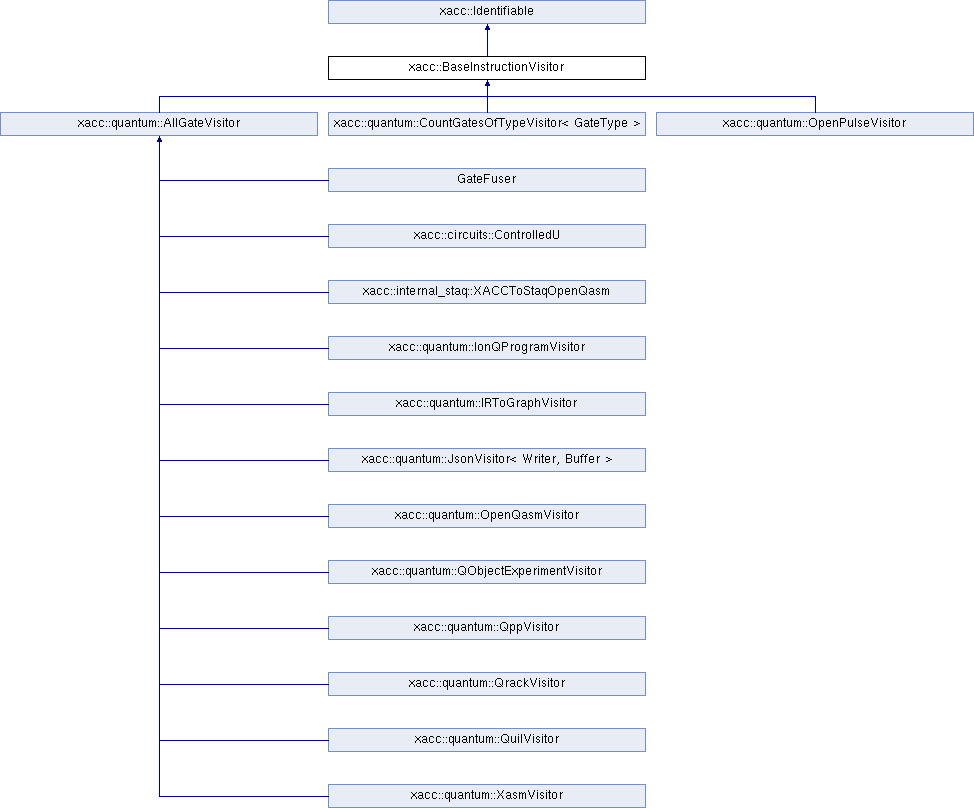 xacc::Identifiable
xacc::BaseInstructionVisitor
xacc::quantum::AllGateVisitor
xacc::quantum::CountGatesOfTypeVisitor< GateType >
xacc::quantum::OpenPulseVisitor
GateFuser
xacc::circuits::ControlledU
xacc::internal_staq::XACCToStaqOpenQasm
xacc::quantum::IonQProgramVisitor
xacc::quantum::IRToGraphVisitor
xacc::quantum::JsonVisitor< Writer, Buffer >
xacc::quantum::OpenQasmVisitor
xacc::quantum::QObjectExperimentVisitor
xacc::quantum::QppVisitor
xacc::quantum::QrackVisitor
xacc::quantum::QuilVisitor
xacc::quantum::XasmVisitor